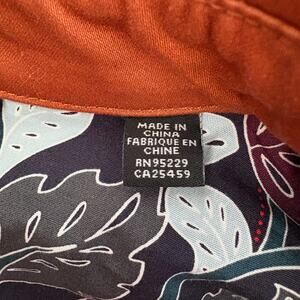 MADE IN
CHINA
FABRIQUE EN
CHINE
RN95229
CA25459